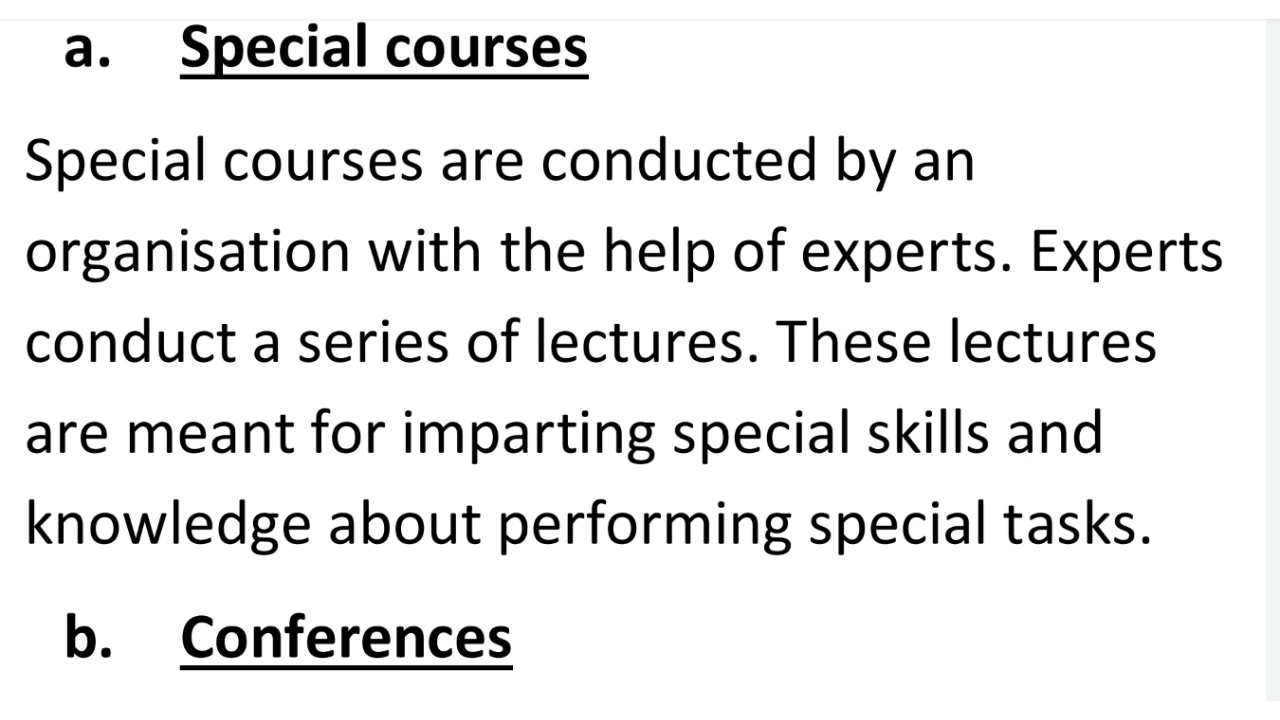 a. Special courses
Special courses are conducted by an
organisation with the help of experts. Experts
conduct a series of lectures. These lectures
are meant for imparting special skills and
knowledge about performing special tasks.
b. Conferences